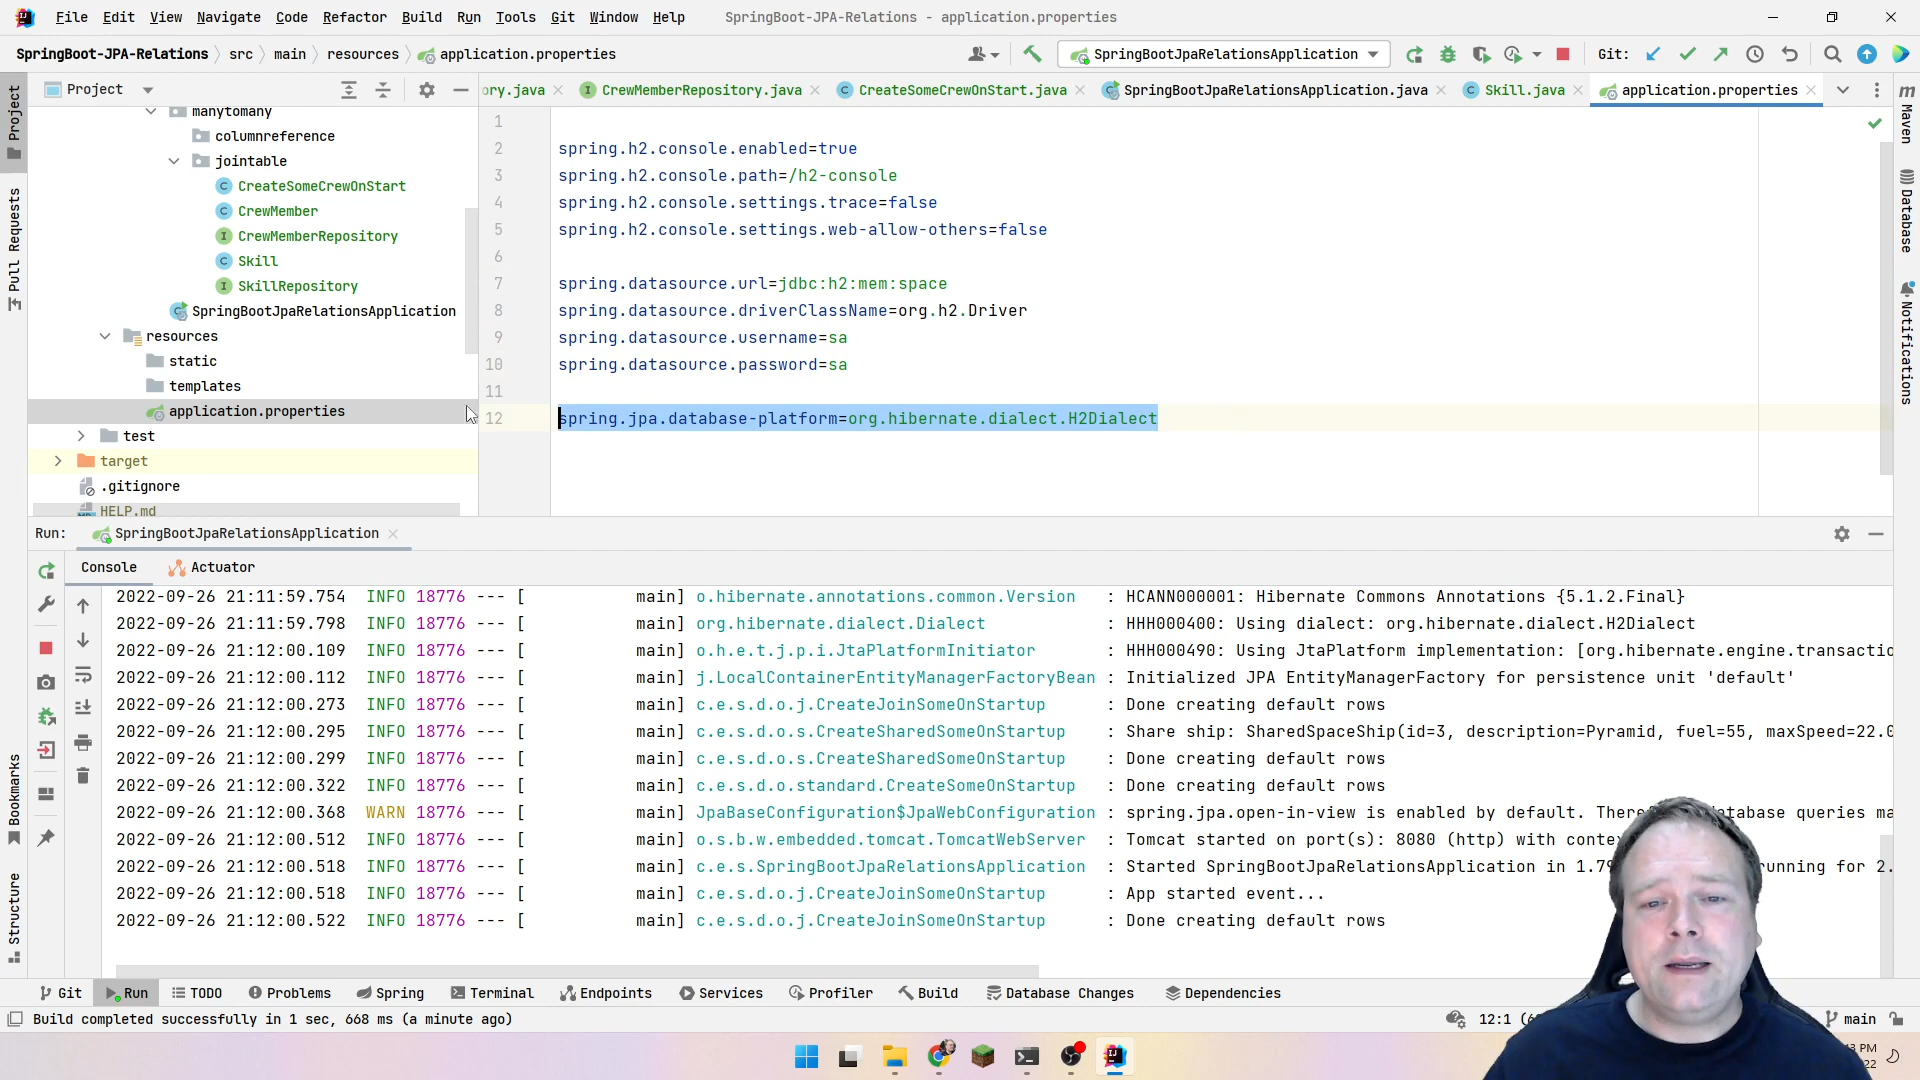 File Edit View Navigate Code Refactor Build Run Tools Git Window Help SpringBoot-JPA-Relations - application.properties
SpringBoot-JPA-Relations src main resources application.properties SpringBootJpaRelationsApplication Git:
Project
ory.java CrewMemberRepository.java CreateSomeCrewOnStart.java SpringBootJpaRelationsApplication.java Skill.java application.properties
manytomany
columnreference
jointable
CreateSomeCrewOnStart
CrewMember
CrewMemberRepository
Skill
SkillRepository
SpringBootJpaRelationsApplication
resources
static
templates
application.properties
test
target
.gitignore
HELP.md
1
2 spring.h2.console.enabled=true
3 spring.h2.console.path=/h2-console
4 spring.h2.console.settings.trace=false
5 spring.h2.console.settings.web-allow-others=false
6
7 spring.datasource.url=jdbc:h2:mem:space
8 spring.datasource.driverClassName=org.h2.Driver
9 spring.datasource.username=sa
10 spring.datasource.password=sa
11
12 spring.jpa.database-platform=org.hibernate.dialect.H2Dialect
Project
Pull Requests
Bookmarks
Structure
m Maven
Database
Notifications
Run: SpringBootJpaRelationsApplication
Console Actuator
2022-09-26 21:11:59.754 INFO 18776 --- [ main] o.hibernate.annotations.common.Version : HCANN000001: Hibernate Commons Annotations {5.1.2.Final}
2022-09-26 21:11:59.798 INFO 18776 --- [ main] org.hibernate.dialect.Dialect : HHH000400: Using dialect: org.hibernate.dialect.H2Dialect
2022-09-26 21:12:00.109 INFO 18776 --- [ main] o.h.e.t.j.p.i.JtaPlatformInitiator : HHH000490: Using JtaPlatform implementation: [org.hibernate.engine.transactio
2022-09-26 21:12:00.112 INFO 18776 --- [ main] j.LocalContainerEntityManagerFactoryBean : Initialized JPA EntityManagerFactory for persistence unit 'default'
2022-09-26 21:12:00.273 INFO 18776 --- [ main] c.e.s.d.o.j.CreateJoinSomeOnStartup : Done creating default rows
2022-09-26 21:12:00.295 INFO 18776 --- [ main] c.e.s.d.o.s.CreateSharedSomeOnStartup : Share ship: SharedSpaceShip(id=3, description=Pyramid, fuel=55, maxSpeed=22.0
2022-09-26 21:12:00.299 INFO 18776 --- [ main] c.e.s.d.o.s.CreateSharedSomeOnStartup : Done creating default rows
2022-09-26 21:12:00.322 INFO 18776 --- [ main] c.e.s.d.o.standard.CreateSomeOnStartup : Done creating default rows
2022-09-26 21:12:00.368 WARN 18776 --- [ main] JpaBaseConfiguration$JpaWebConfiguration : spring.jpa.open-in-view is enabled by default. queries ma
2022-09-26 21:12:00.512 INFO 18776 --- [ main] o.s.b.w.embedded.tomcat.TomcatWebServer : Tomcat started on port(s): 8080 (http) with
2022-09-26 21:12:00.518 INFO 18776 --- [ main] c.e.s.SpringBootJpaRelationsApplication : Started SpringBootJpaRelationsApplication in 1.79 running for 2.
2022-09-26 21:12:00.518 INFO 18776 --- [ main] c.e.s.d.o.j.CreateJoinSomeOnStartup : App started event...
2022-09-26 21:12:00.522 INFO 18776 --- [ main] c.e.s.d.o.j.CreateJoinSomeOnStartup : Done creating default rows
Git Run TODO Problems Spring Terminal Endpoints Services Profiler Build Database Changes Dependencies
Build completed successfully in 1 sec, 668 ms (a minute ago) 12:1 main
PM